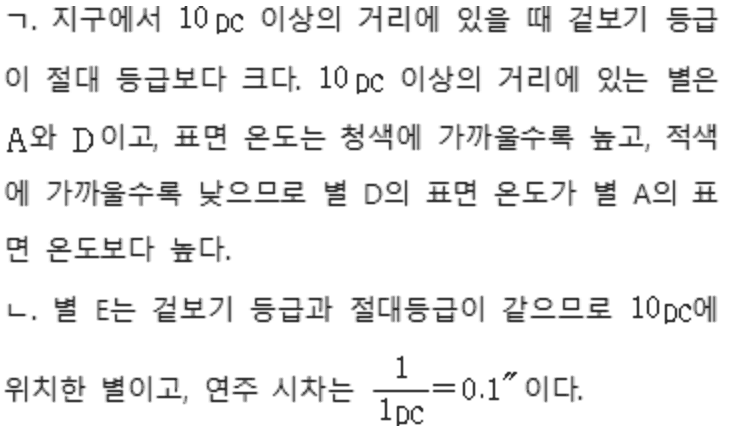 ㄱ. 지구에서 10pc 이상의 거리에 있을 때 겉보기 등급
이 절대 등급보다 크다. 10pc 이상의 거리에 있는 별은
A와 D이고, 표면 온도는 청색에 가까울수록 높고, 적색
에 가까울수록 낮으므로 별 D의 표면 온도가 별 A의 표
면 온도보다 높다.
ㄴ. 별 E는 겉보기 등급과 절대등급이 같으므로 10pc에
위치한 별이고, 연주 시차는 1/1pc=0.1″이다.